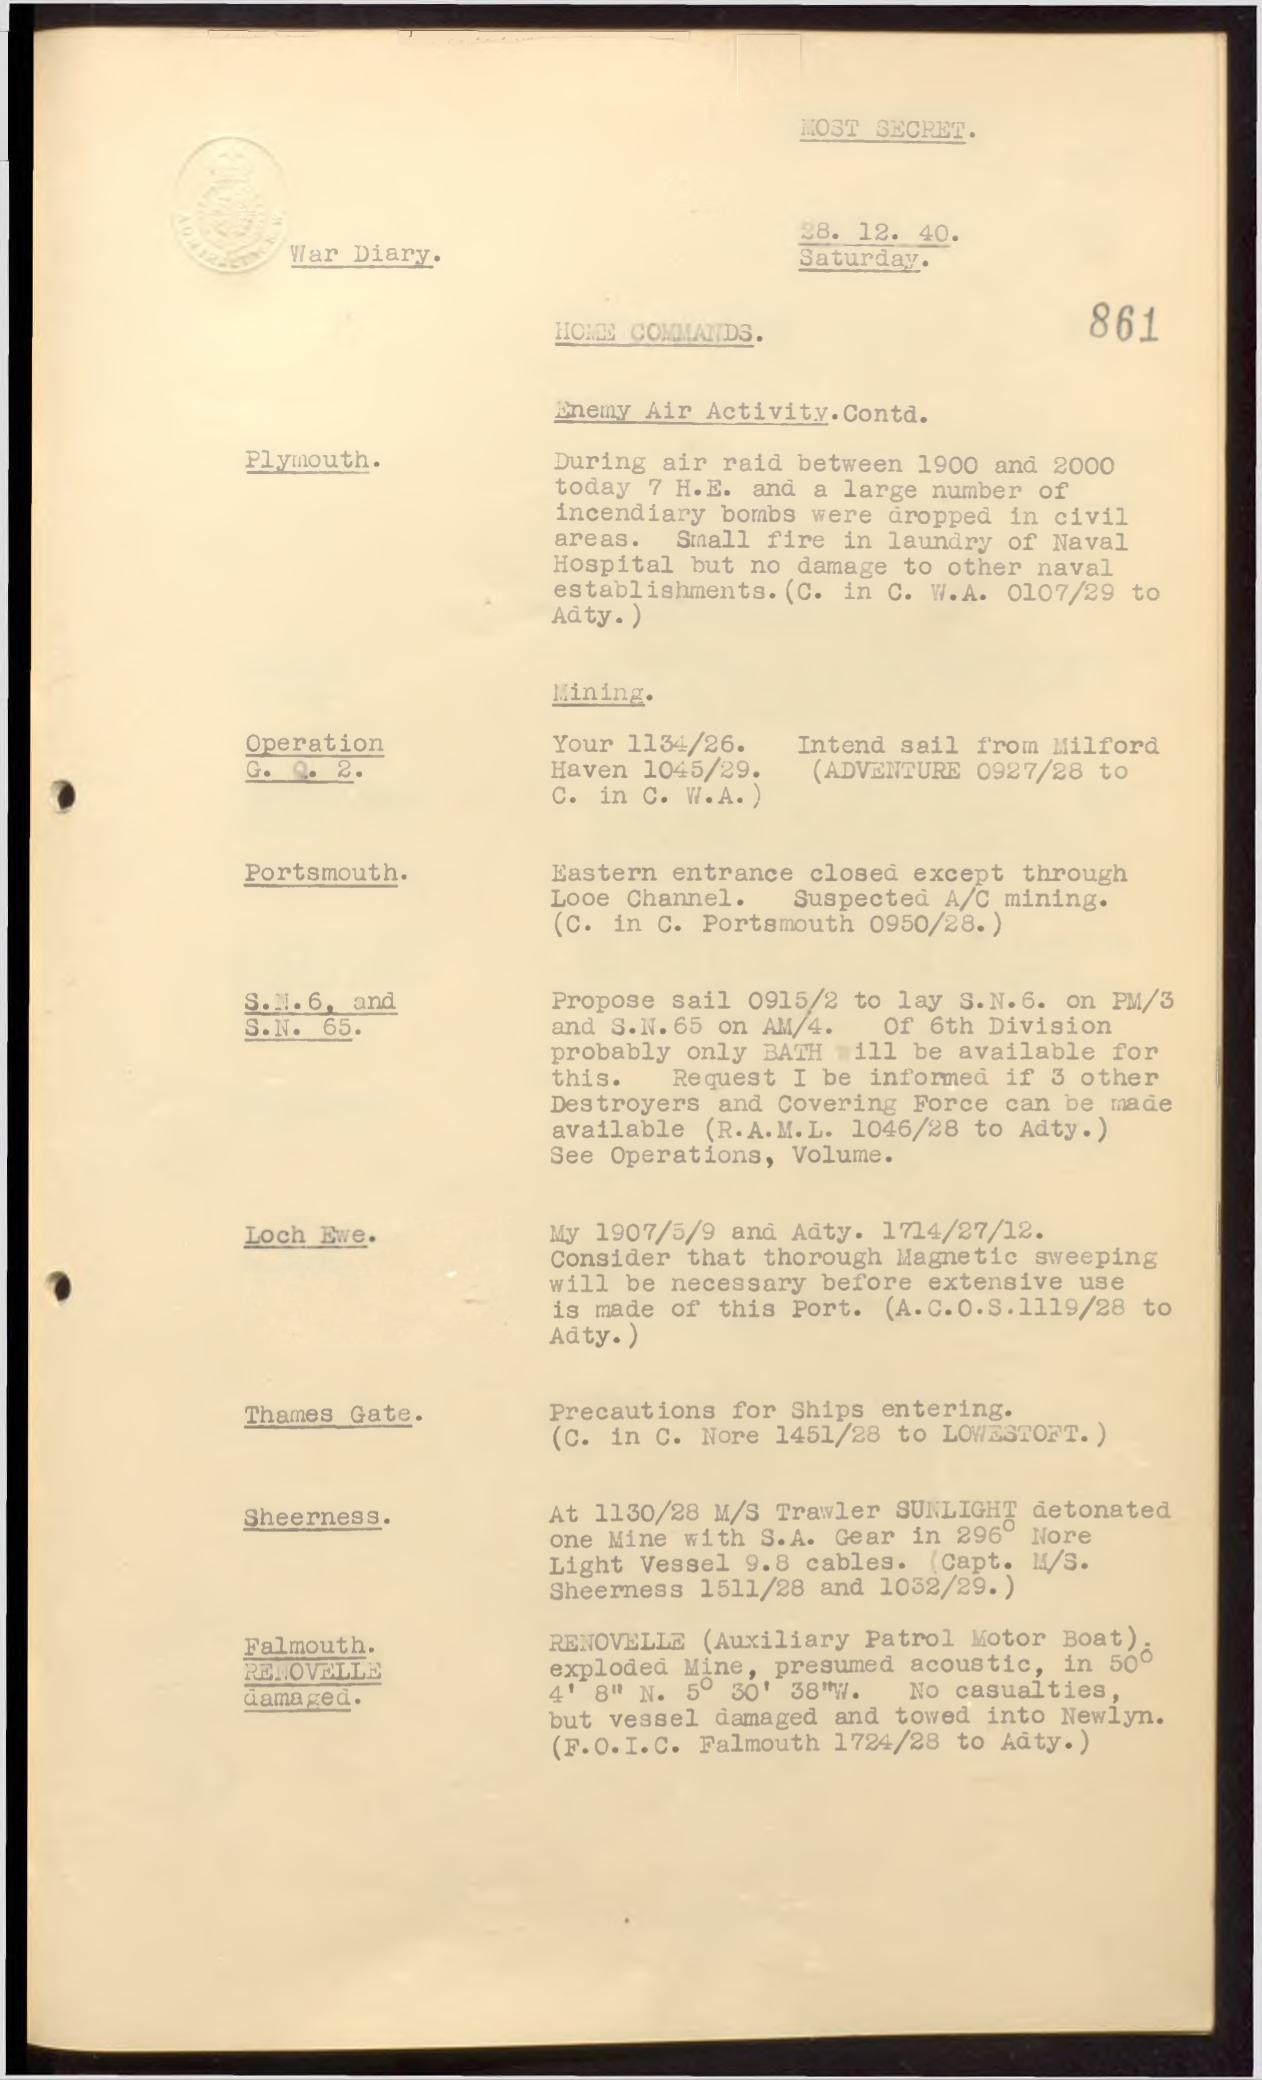 MOST SECRET.
28. 12. 40.
War Diary.
Saturday.
HOME COMMANDS.
861
Enemy Air Activity. Contd.
Plymouth.
During air raid between 1900 and 2000
today 7 H.E. and a large number of
incendiary bombs were dropped in civil
areas. Small fire in laundry of Naval
Hospital but no damage to other naval
establishments. (C. in C. W.A. 0107/29 to
Adty.)
Mining.
Operation
G. Q. 2.
Your 1134/26. Intend sail from Milford
Haven 1045/29. (ADVENTURE 0927/28 to
C. in C. W.A.)
Portsmouth.
Eastern entrance closed except through
Looe Channel. Suspected A/C mining.
(C. in C. Portsmouth 0950/28.)
S.N.6, and
S.N. 65.
Propose sail 0915/2 to lay S.N.6. on PM/3
and S.N.65 on AM/4. Of 6th Division
probably only BATH will be available for
this. Request I be informed if 3 other
Destroyers and Covering Force can be made
available (R.A.M.L. 1046/28 to Adty.)
See Operations, Volume.
Loch Ewe.
My 1907/5/9 and Adty. 1714/27/12.
Consider that thorough Magnetic sweeping
will be necessary before extensive use
is made of this Port. (A.C.O.S.1119/28 to
Adty.)
Thames Gate.
Precautions for Ships entering.
(C. in C. Nore 1451/28 to LOWESTOFT.)
Sheerness.
At 1130/28 M/S Trawler SUNLIGHT detonated
one Mine with S.A. Gear in 296° Nore
Light Vessel 9.8 cables. (Capt. M/S.
Sheerness 1511/28 and 1032/29.)
Falmouth.
RENOVELLE
damaged.
RENOVELLE (Auxiliary Patrol Motor Boat).
exploded Mine, presumed acoustic, in 50°
4' 8" N. 5° 30' 38"W. No casualties,
but vessel damaged and towed into Newlyn.
(F.O.I.C. Falmouth 1724/28 to Adty.)